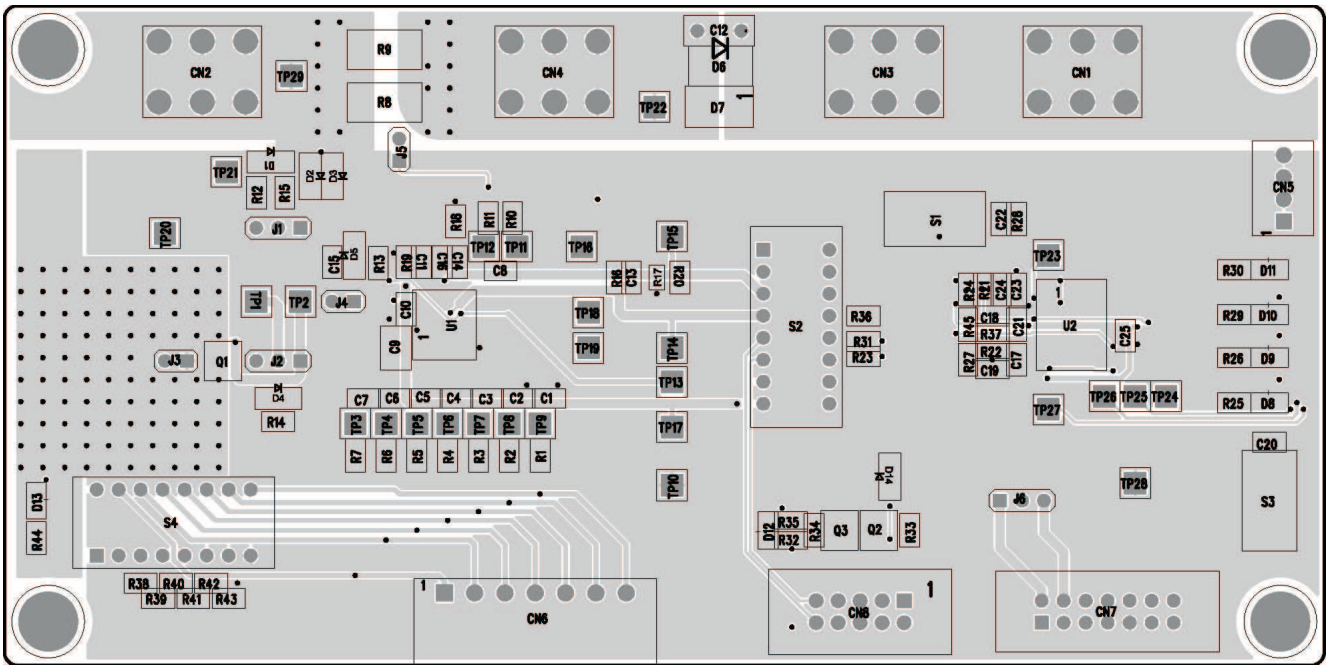 CN2
TP29
R9
R8
CN4
TP22
C12
D6
D7
1
CN3
CN1
J5
TP21
D1
R12
R15
D2
D3
TP20
J1
R18
R11
R10
TP12
TP11
TP16
TP15
S1
C22
R28
CN5
1
TP23
C15
D5
R13
R19
C11
C16
C14
C8
R16
C13
R17
R20
S2
R30
D11
TP1
TP2
J4
C10
U1
1
C9
TP18
TP19
TP14
TP13
TP17
TP10
R36
R31
R23
R24
R21
C24
C23
C18
R45
R37
C21
R22
R27
C19
C17
1
U2
C25
R29
D10
R26
D9
R25
D8
J3
Q1
J2
D4
R14
C7
C6
C5
C4
C3
C2
C1
TP3
TP4
TP5
TP6
TP7
TP8
TP9
R7
R6
R5
R4
R3
R2
R1
TP27
TP26
TP25
TP24
C20
S3
TP28
J6
D14
D13
R44
S4
D12
R35
R32
R34
Q3
Q2
R33
R38
R40
R42
R39
R41
R43
1
CN6
CN8
1
CN7